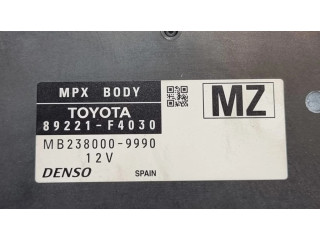 MPX BODY
MZ
TOYOTA
89221-F4030
MB238000-9990
12V
DENSO
SPAIN